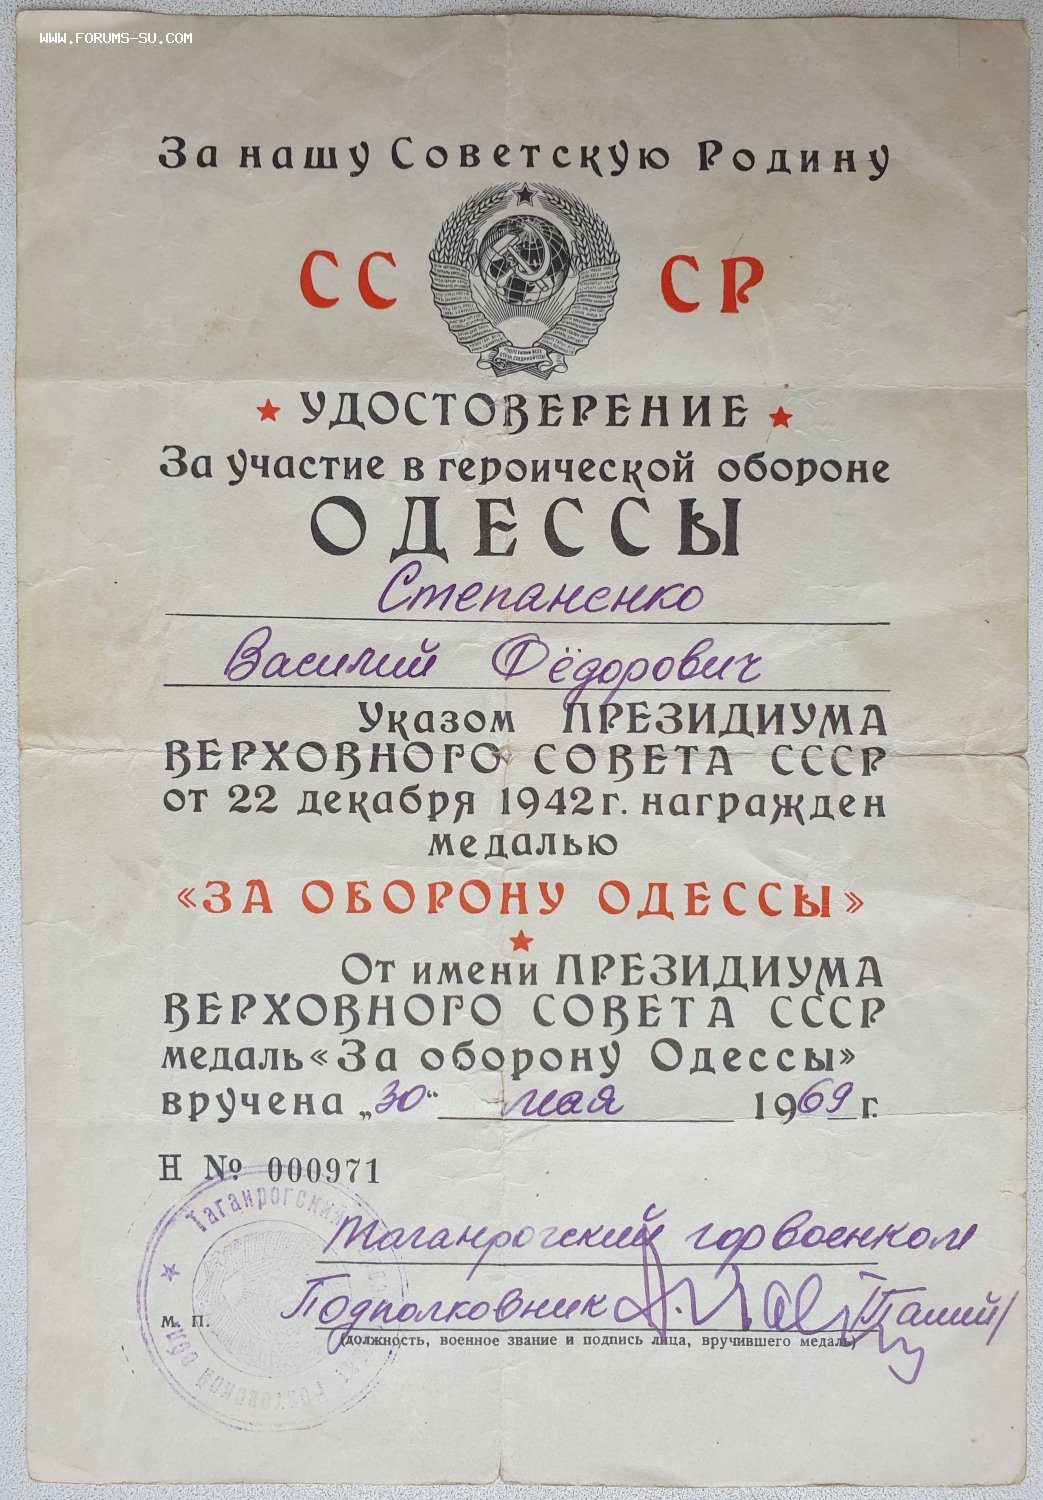 WWW.FORUMS-SU.COM
За нашу Советскую Родину
СС СР
УДОСТОВЕРЕНИЕ
За участие в героической обороне
ОДЕССЫ
Степаненко
Василий Фёдорович
Указом ПРЕЗИДИУМА
ВЕРХОВНОГО СОВЕТА СССР
от 22 декабря 1942 г. награжден
медалью
«ЗА ОБОРОНУ ОДЕССЫ»
От имени ПРЕЗИДИУМА
ВЕРХОВНОГО СОВЕТА СССР
медаль «За оборону Одессы»
вручена „30“ мая 1969 г.
Н № 000971
Таганрогский
Таганрогский горвоенком
Подполковник
м. п.
(должность, военное звание и подпись лица, вручившего медаль)
Ростовской обл